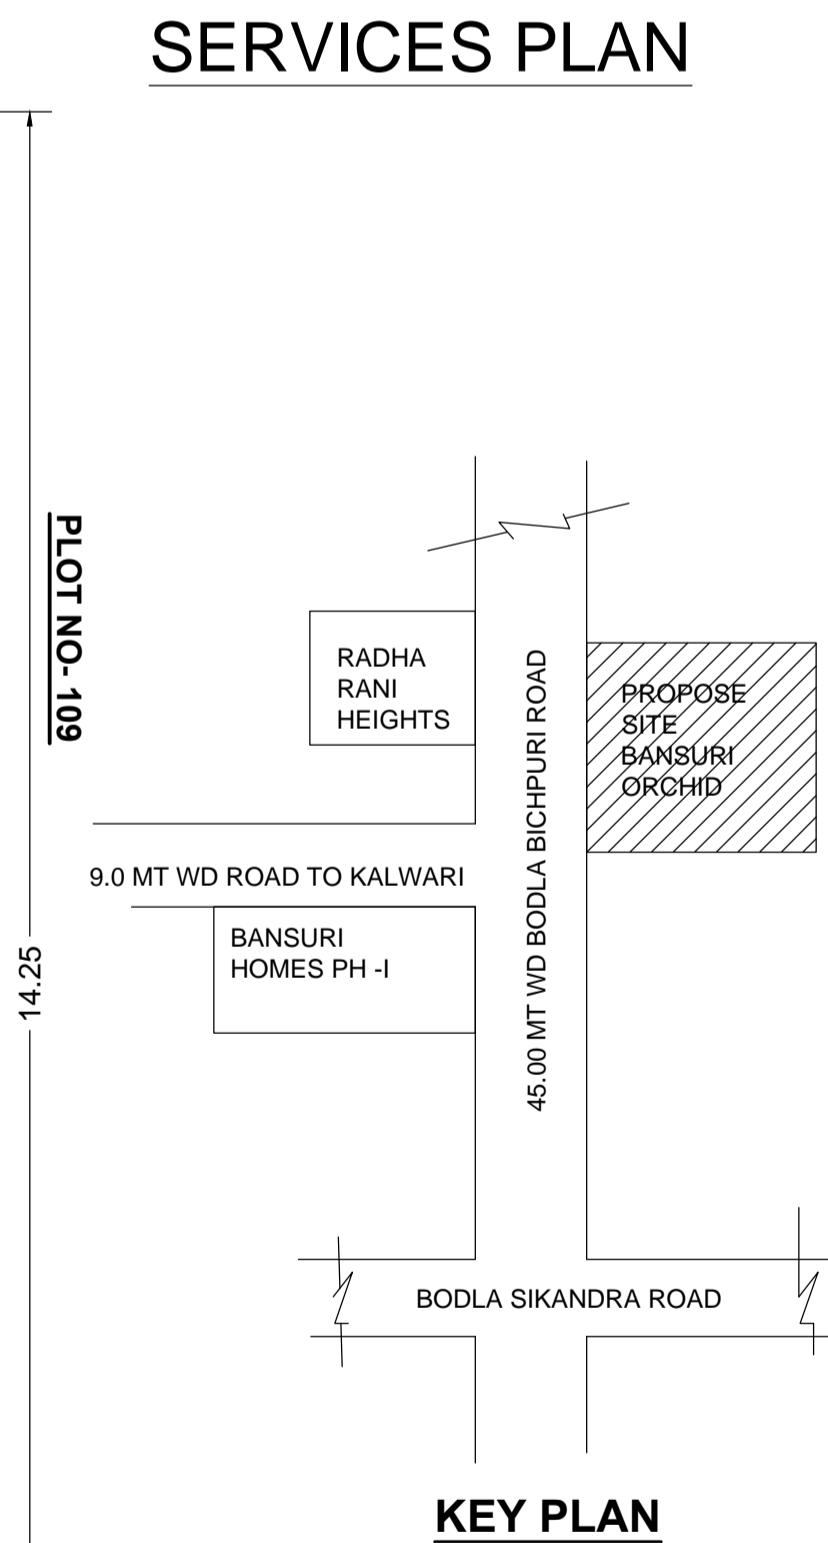 SERVICES PLAN
PLOT NO- 109
14.25
RADHA
RANI
HEIGHTS
45.00 MT WD BODLA BICHPURI ROAD
PROPOSE
SITE
BANSURI
ORCHID
9.0 MT WD ROAD TO KALWARI
BANSURI
HOMES PH -I
BODLA SIKANDRA ROAD
KEY PLAN